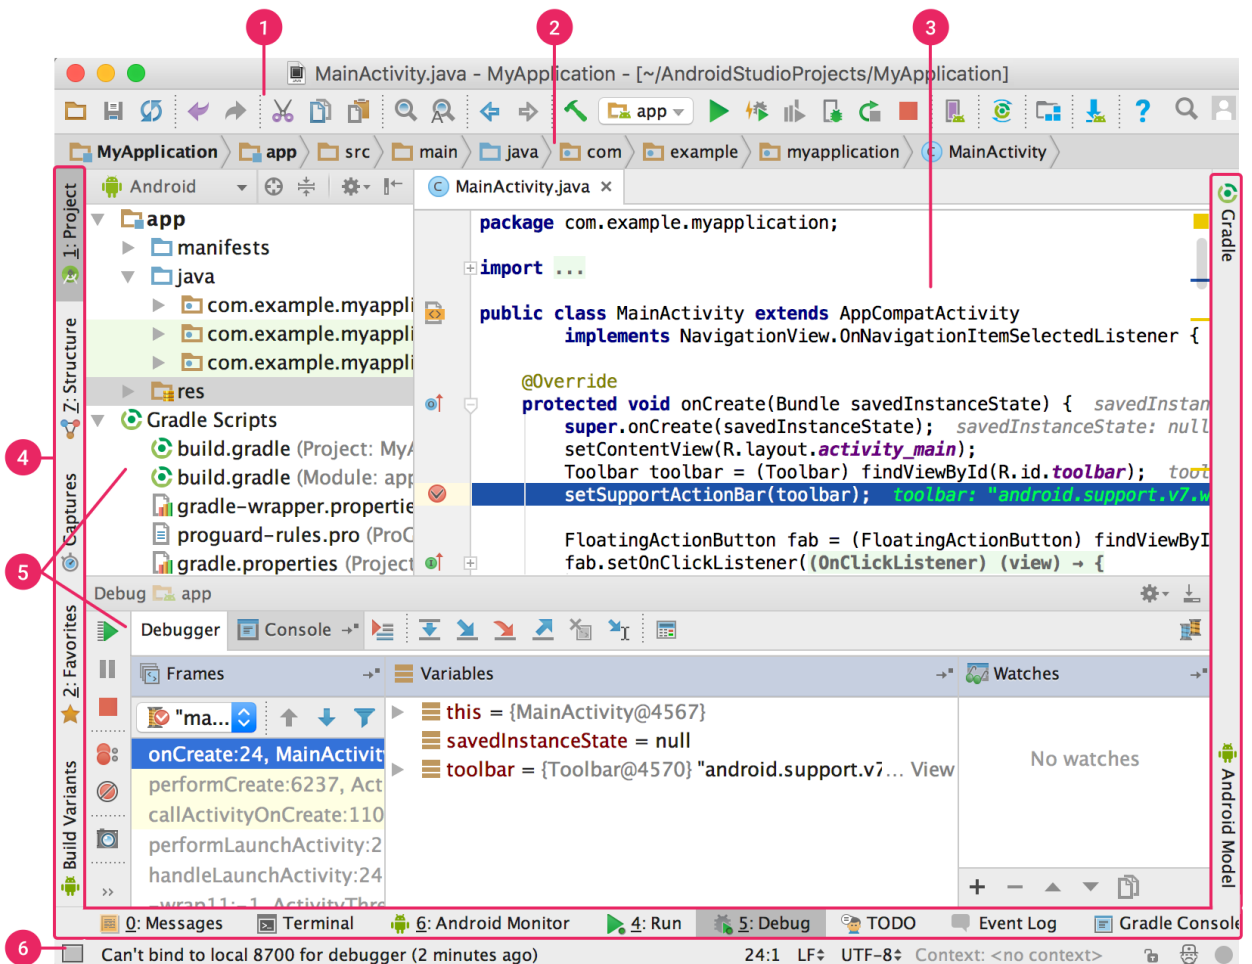 1 2 3
MainActivity.java - MyApplication - [~/AndroidStudioProjects/MyApplication]
app
MyApplication app src main java com example myapplication MainActivity
1: Project
Z: Structure
Captures
2: Favorites
Build Variants
4
5
6
Android
app
manifests
java
com.example.myappli
com.example.myappli
com.example.myappli
res
Gradle Scripts
build.gradle (Project: MyA
build.gradle (Module: app
gradle-wrapper.propertie
proguard-rules.pro (ProC
gradle.properties (Project
MainActivity.java
package com.example.myapplication;
import ...
public class MainActivity extends AppCompatActivity
implements NavigationView.OnNavigationItemSelectedListener {
@Override
protected void onCreate(Bundle savedInstanceState) { savedInstan
super.onCreate(savedInstanceState); savedInstanceState: null
setContentView(R.layout.activity_main);
Toolbar toolbar = (Toolbar) findViewById(R.id.toolbar); tool
setSupportActionBar(toolbar); toolbar: "android.support.v7.w
FloatingActionButton fab = (FloatingActionButton) findViewByI
fab.setOnClickListener((OnClickListener) (view) → {
Gradle
Android Model
Debug app
Debugger Console
Frames
"ma...
onCreate:24, MainActivit
performCreate:6237, Act
callActivityOnCreate:110
performLaunchActivity:2
handleLaunchActivity:24
-wrap11:-1, ActivityThre
Variables
this = {MainActivity@4567}
savedInstanceState = null
toolbar = {Toolbar@4570} "android.support.v7... View
Watches
No watches
0: Messages Terminal 6: Android Monitor 4: Run 5: Debug TODO Event Log Gradle Console
Can't bind to local 8700 for debugger (2 minutes ago) 24:1 LF UTF-8 Context: <no context>